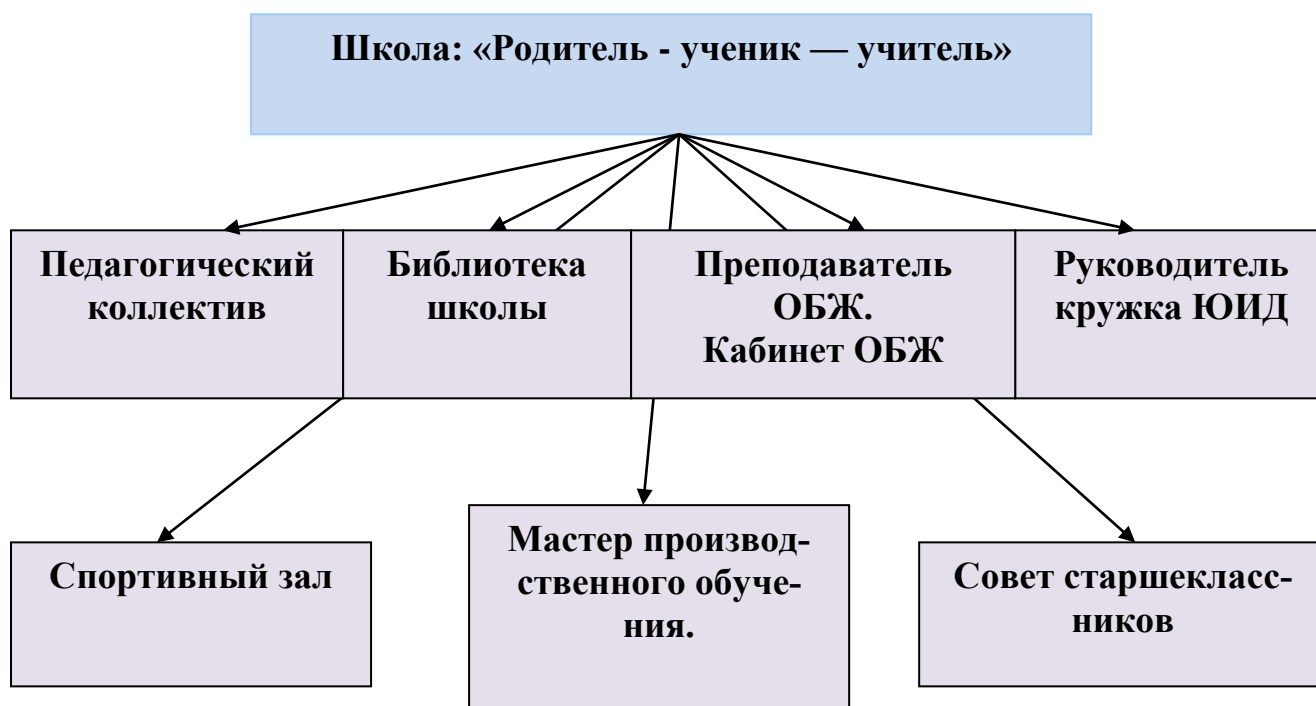 Школа: «Родитель - ученик — учитель»
Педагогический
коллектив
Библиотека
школы
Преподаватель
ОБЖ.
Кабинет ОБЖ
Руководитель
кружка ЮИД
Спортивный зал
Мастер производ-
ственного обуче-
ния.
Совет старшекласс-
ников